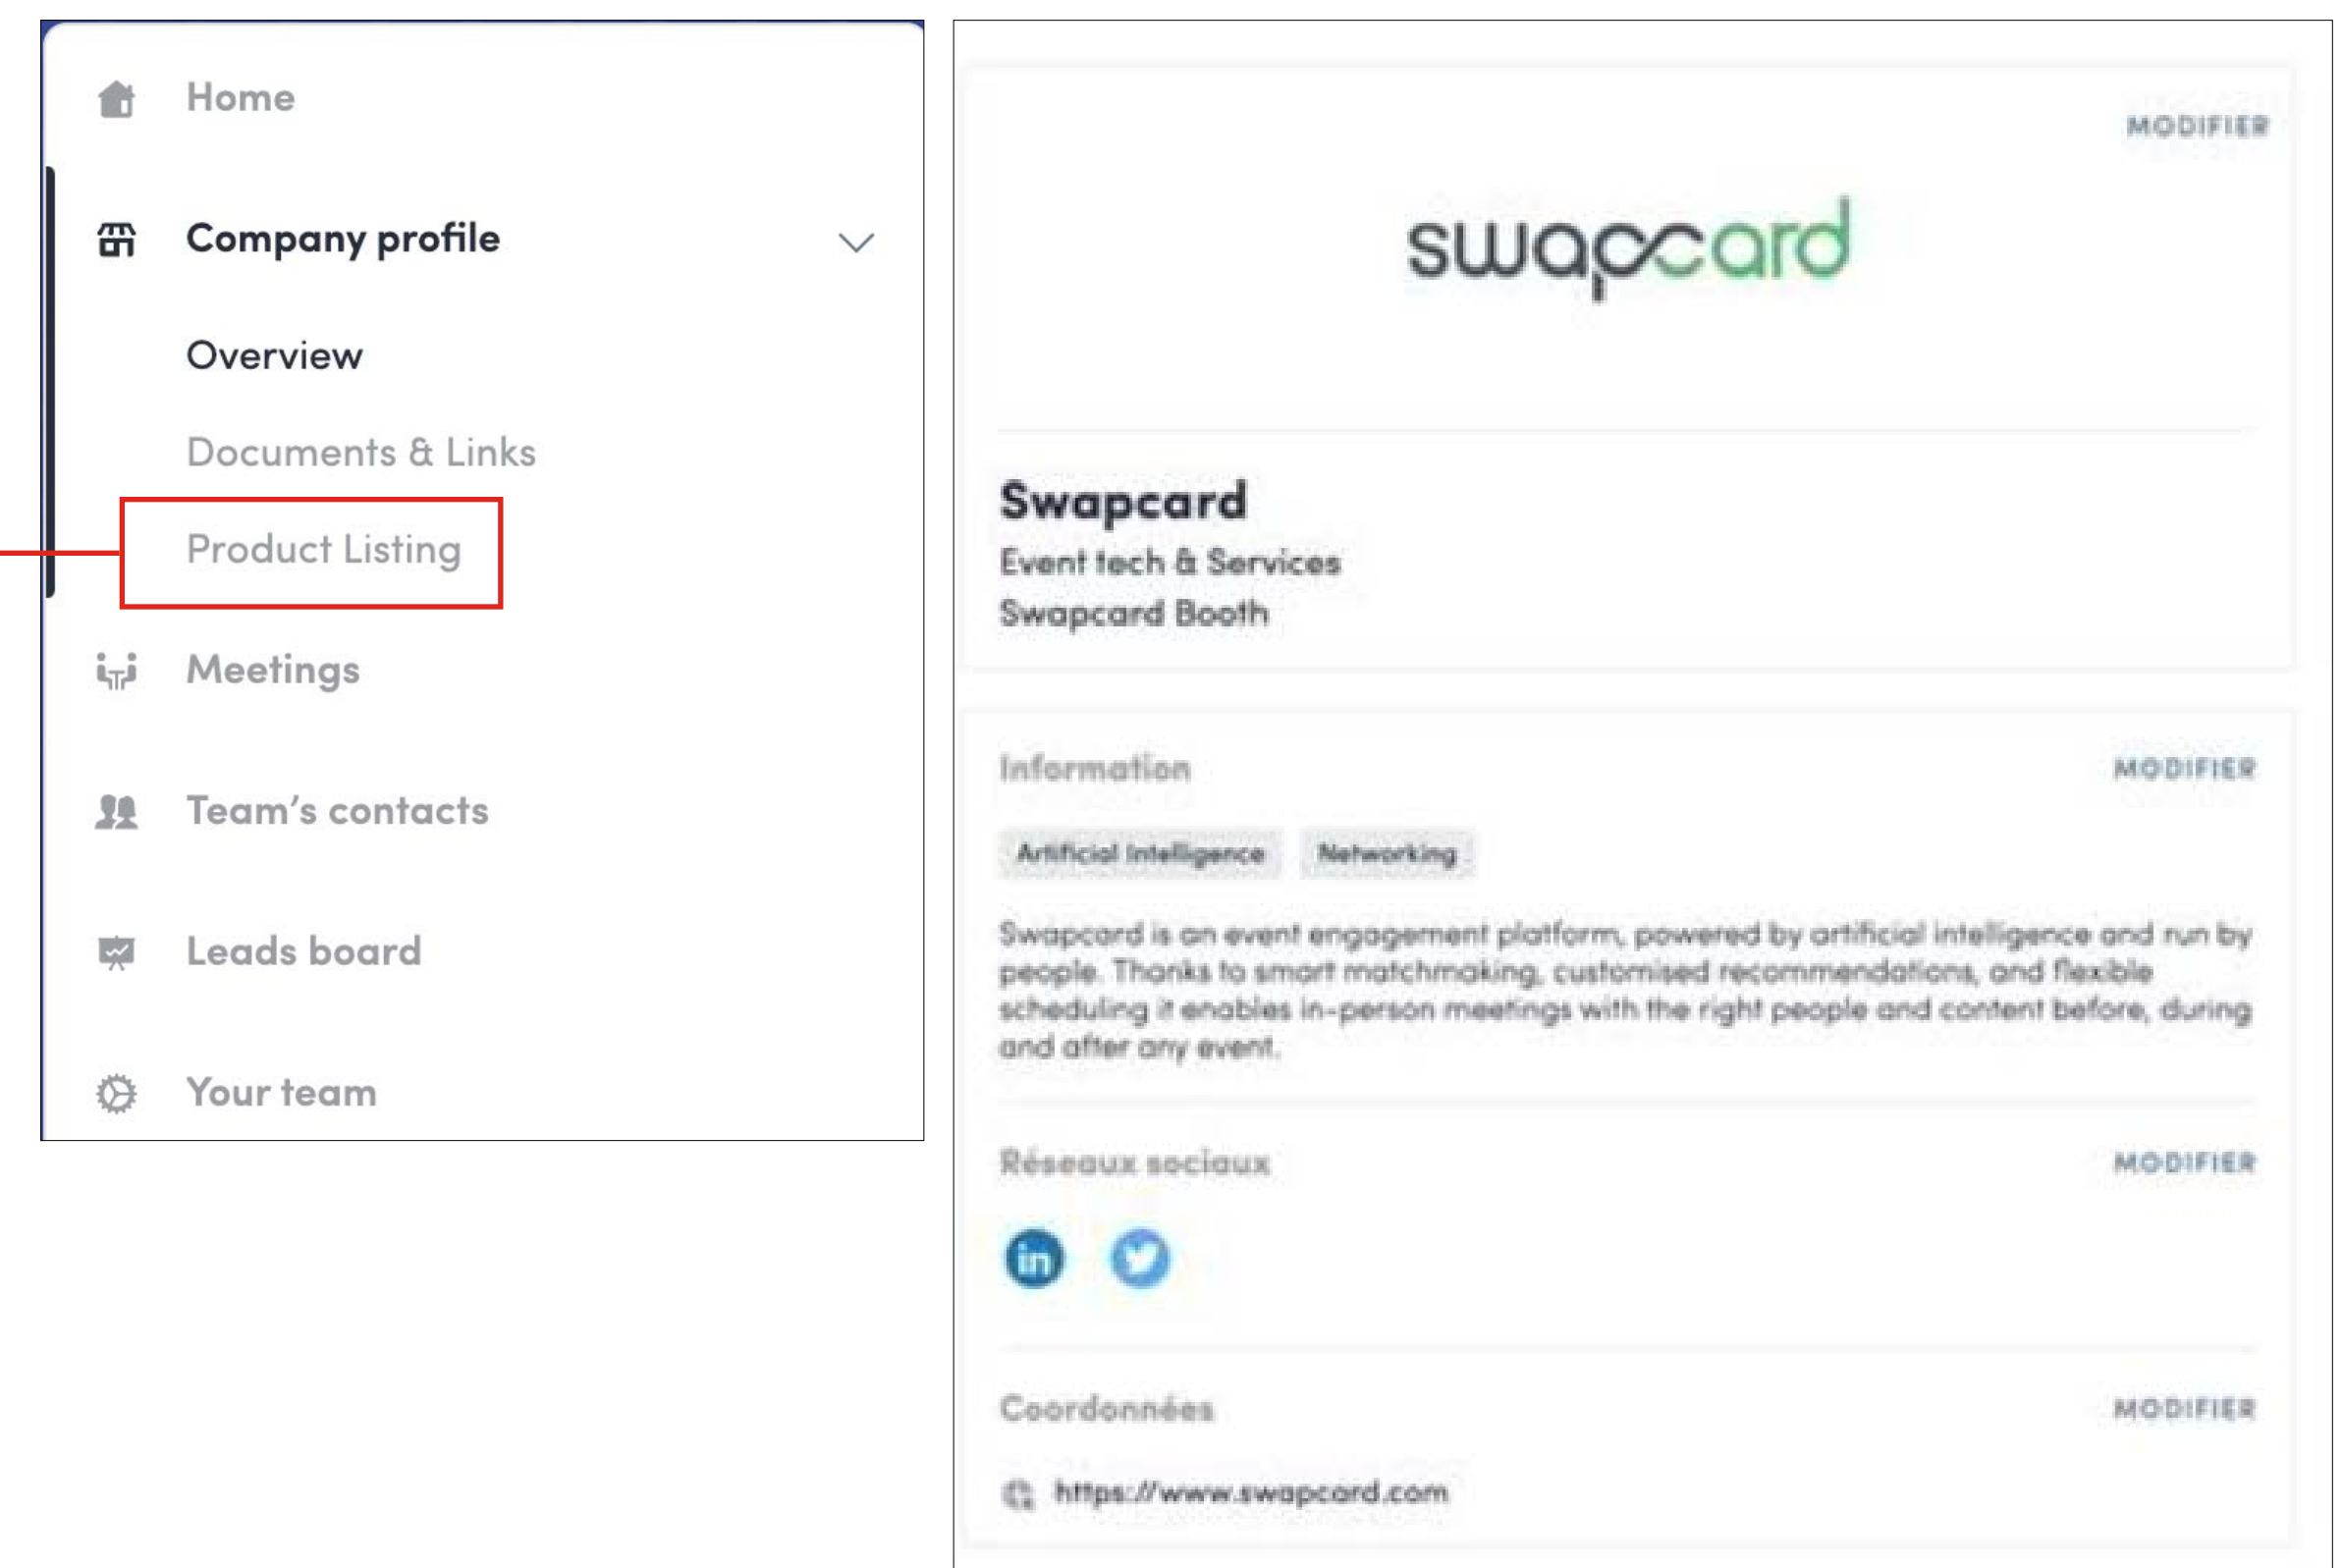 Home
Company profile
Overview
Documents & Links
Product Listing
Meetings
Team's contacts
Leads board
Your team
MODIFIER
swapcard
Swapcard
Event tech & Services
Swapcard Booth
Information
MODIFIER
Artificial Intelligence
Networking
Swapcard is an event engagement platform, powered by artificial intelligence and run by
people. Thanks to smart matchmaking, customised recommendations, and flexible
scheduling it enables in-person meetings with the right people and content before, during
and after any event.
Réseaux sociaux
MODIFIER
in
Coordonnées
MODIFIER
https://www.swapcard.com